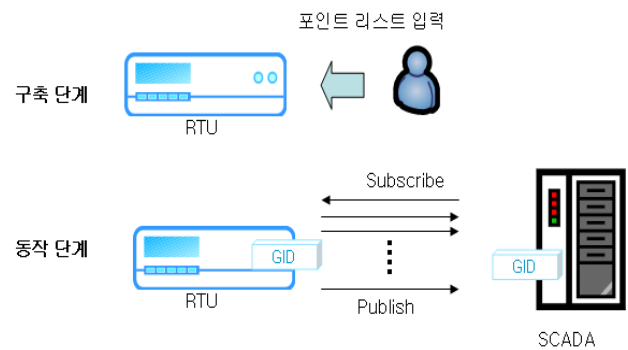 포인트 리스트 입력
구축 단계
RTU
Subscribe
동작 단계
GID
GID
RTU
Publish
SCADA